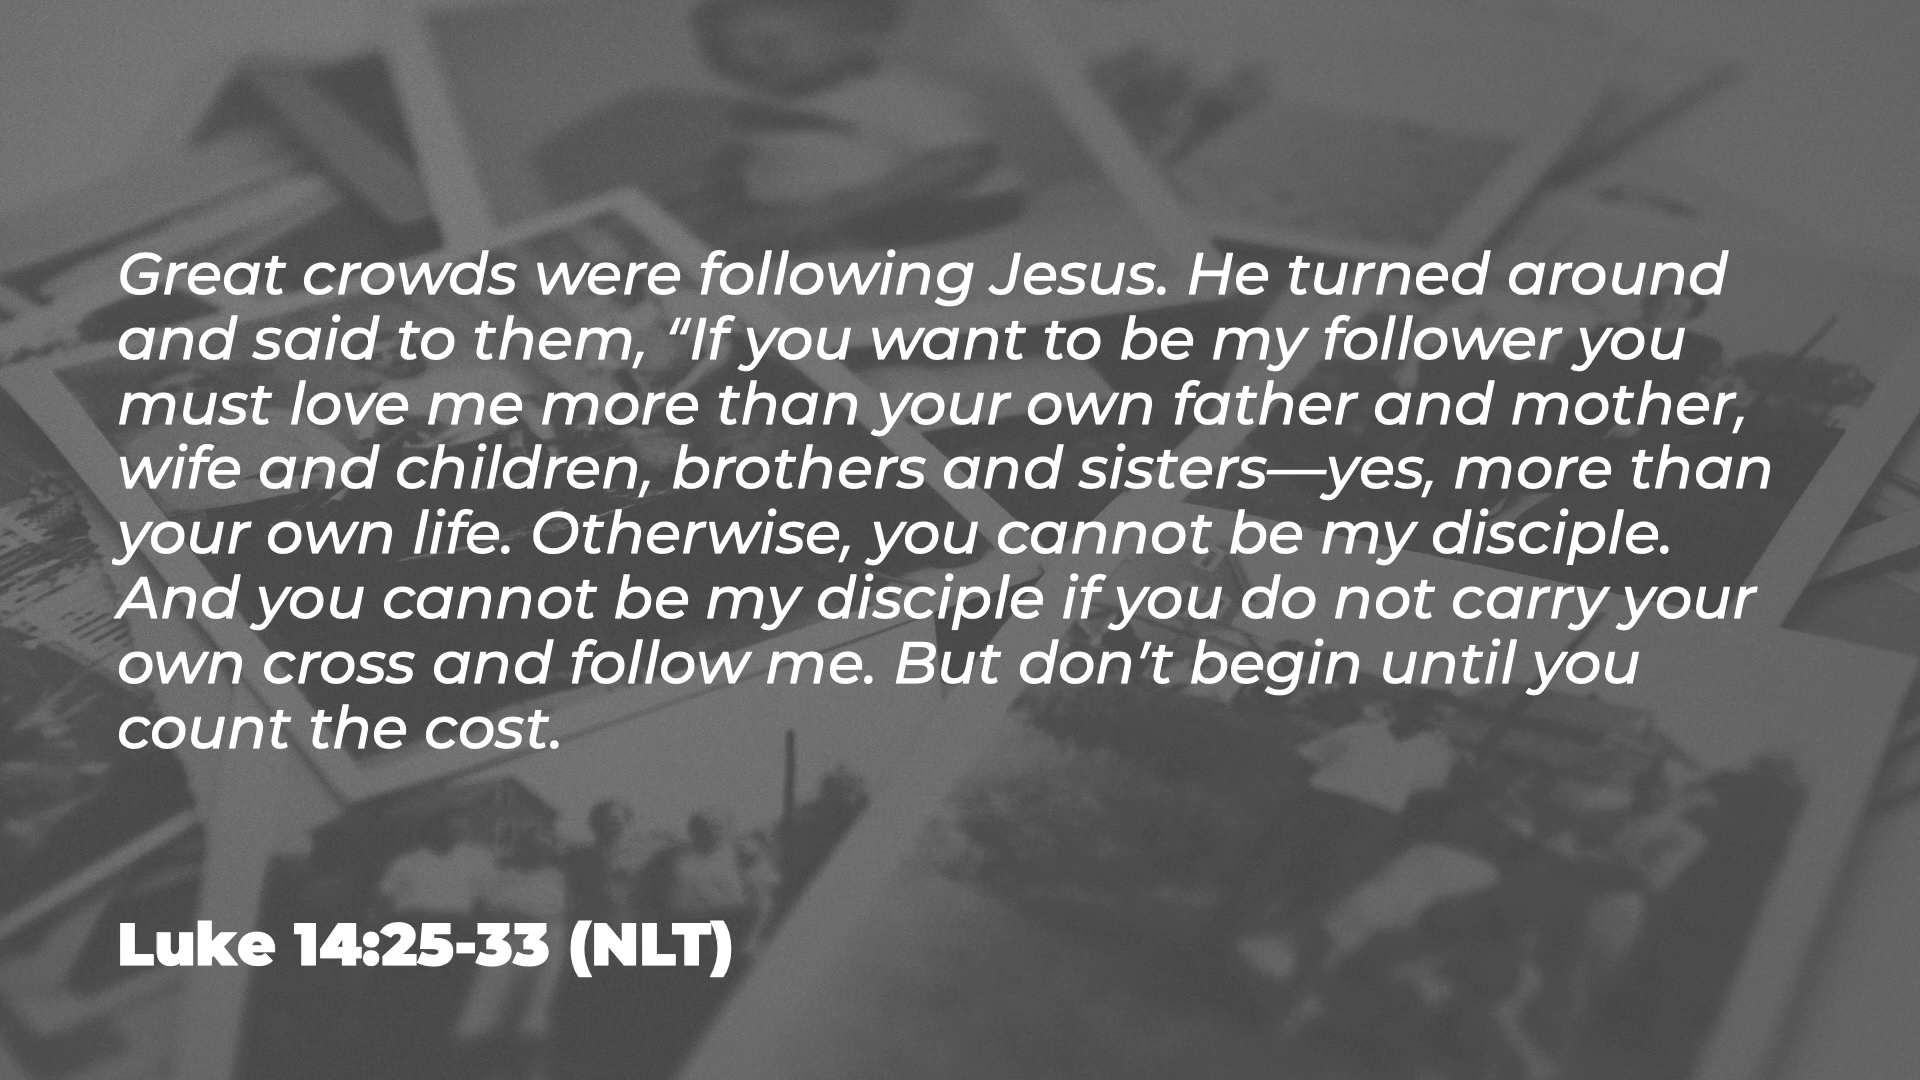 Great crowds were following Jesus. He turned around
and said to them, “If you want to be my follower you
must love me more than your own father and mother,
wife and children, brothers and sisters—yes, more than
your own life. Otherwise, you cannot be my disciple.
And you cannot be my disciple if you do not carry your
own cross and follow me. But don’t begin until you
count the cost.
Luke 14:25-33 (NLT)